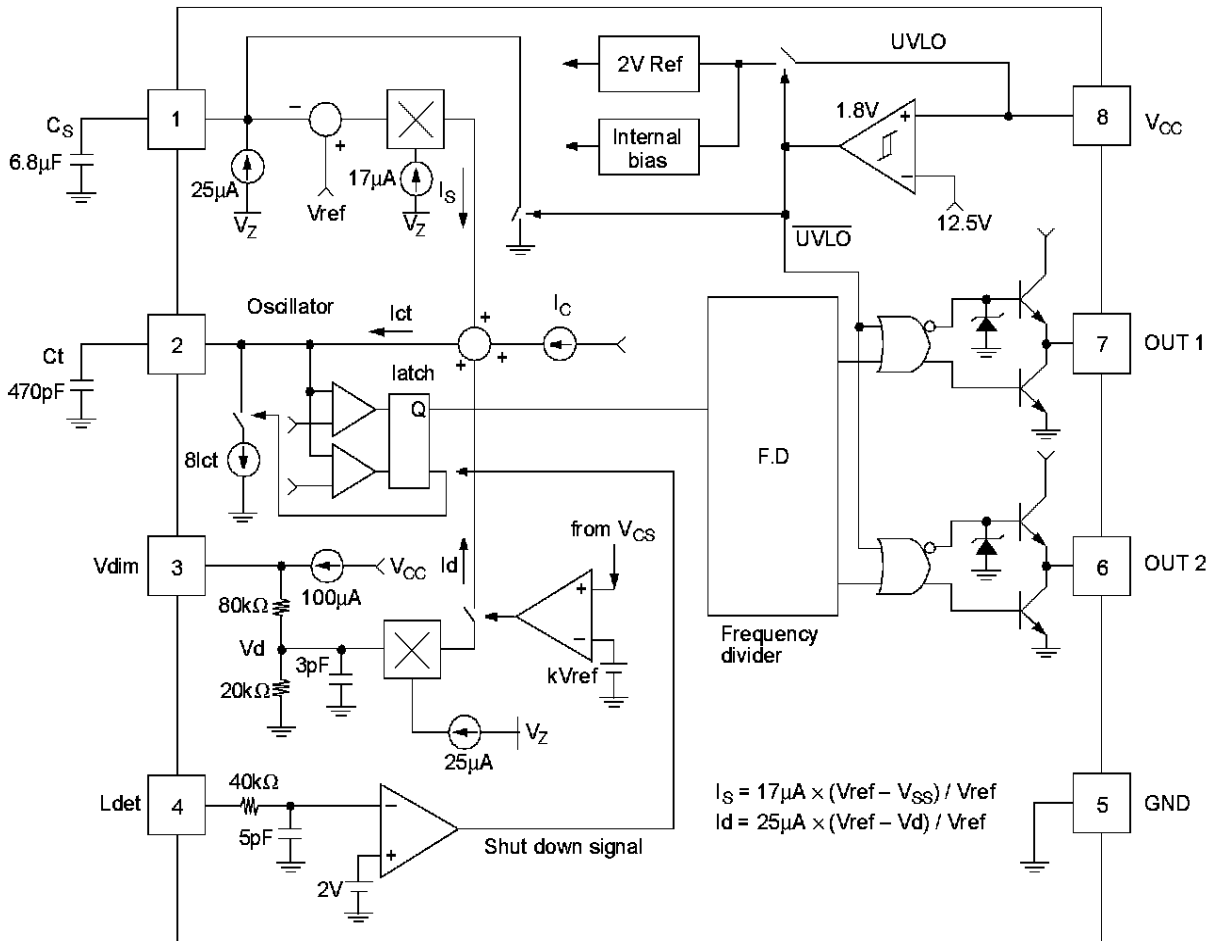 UVLO
2V Ref
1.8V
1
−
8
CS
+
VCC
6.8μF
Internal
bias
+
−
25μA
17μA
IS
VZ
Vref
VZ
12.5V
UVLO
Oscillator
Ict
+
IC
2
+
+
7
OUT 1
Ct
latch
470pF
Q
8Ict
F.D
from VCS
Vdim
3
VCC
Id
+
6
OUT 2
100μA
80kΩ
−
Vd
Frequency
divider
3pF
kVref
20kΩ
VZ
25μA
40kΩ
Ldet
4
−
IS = 17μA × (Vref − VSS) / Vref
5
GND
Id = 25μA × (Vref − Vd) / Vref
5pF
+
Shut down signal
2V